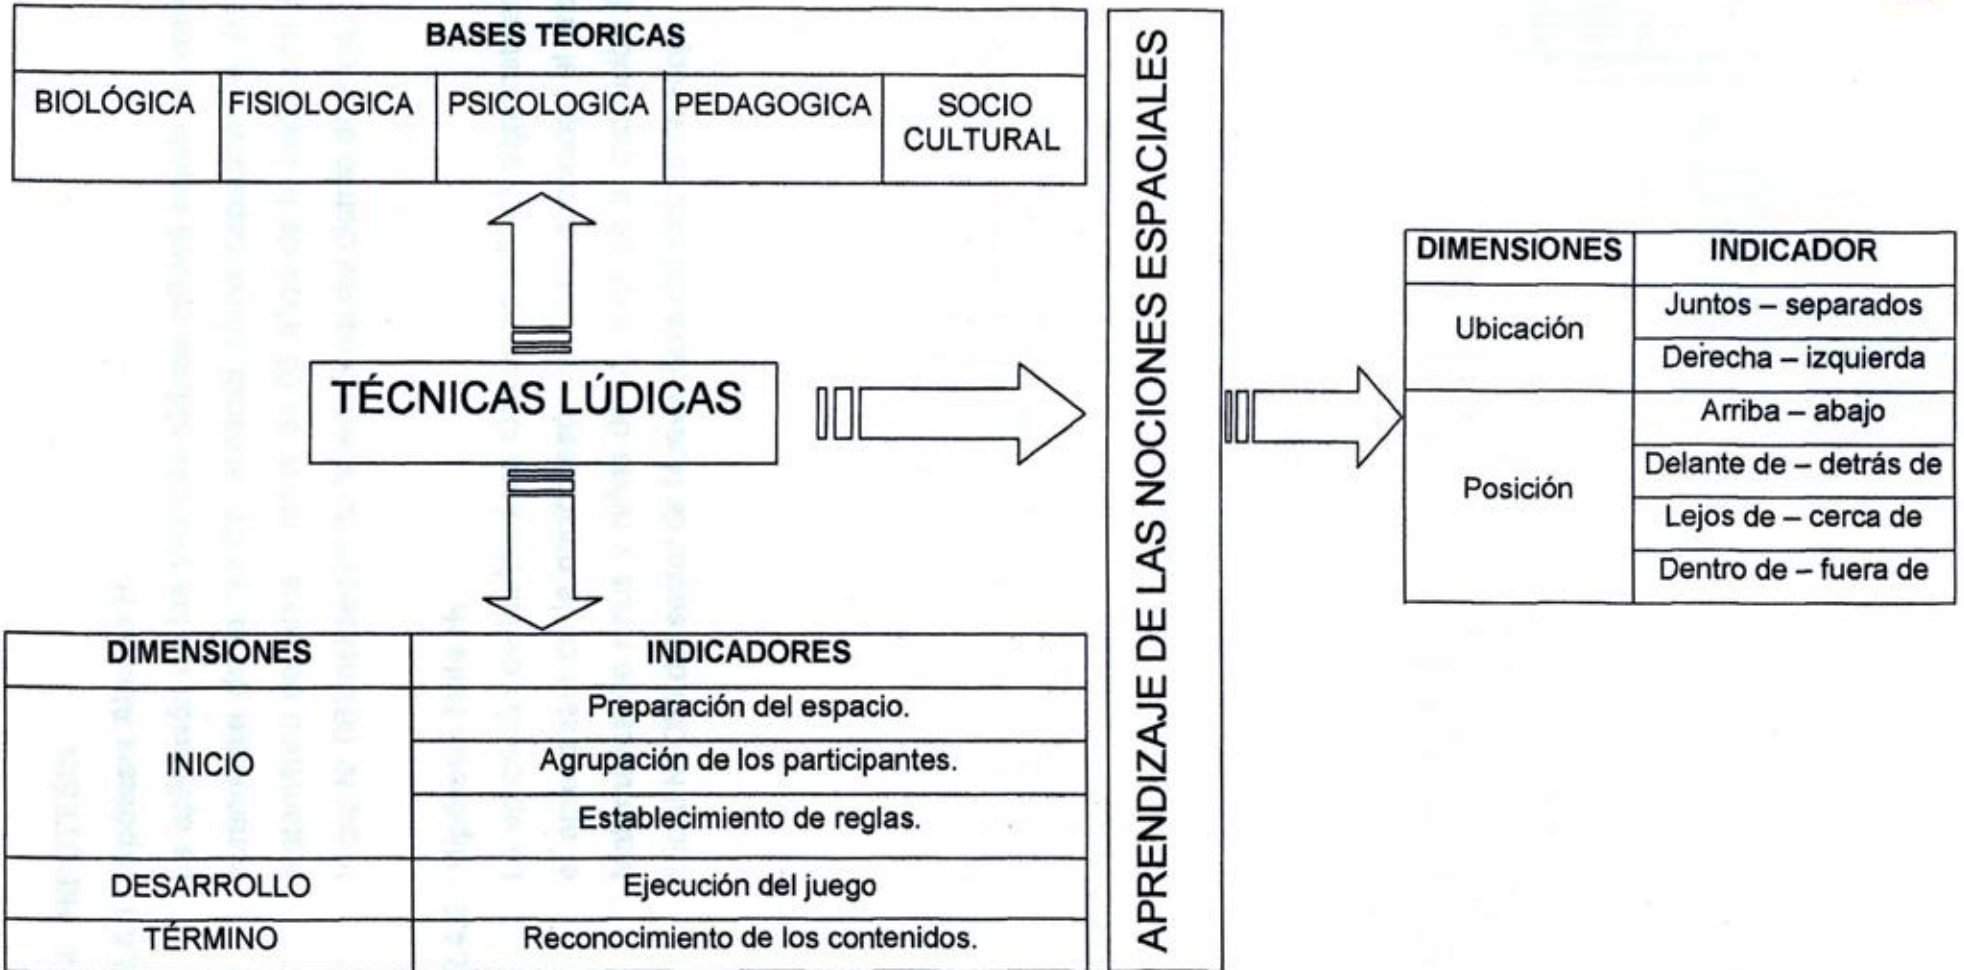 BASES TEORICAS
BIOLÓGICA
FISIOLOGICA
PSICOLOGICA
PEDAGOGICA
SOCIO
CULTURAL
TÉCNICAS LÚDICAS
DIMENSIONES
INDICADORES
INICIO
Preparación del espacio.
Agrupación de los participantes.
Establecimiento de reglas.
DESARROLLO
Ejecución del juego
TÉRMINO
Reconocimiento de los contenidos.
APRENDIZAJE DE LAS NOCIONES ESPACIALES
DIMENSIONES
INDICADOR
Ubicación
Juntos – separados
Derecha – izquierda
Posición
Arriba – abajo
Delante de – detrás de
Lejos de – cerca de
Dentro de – fuera de